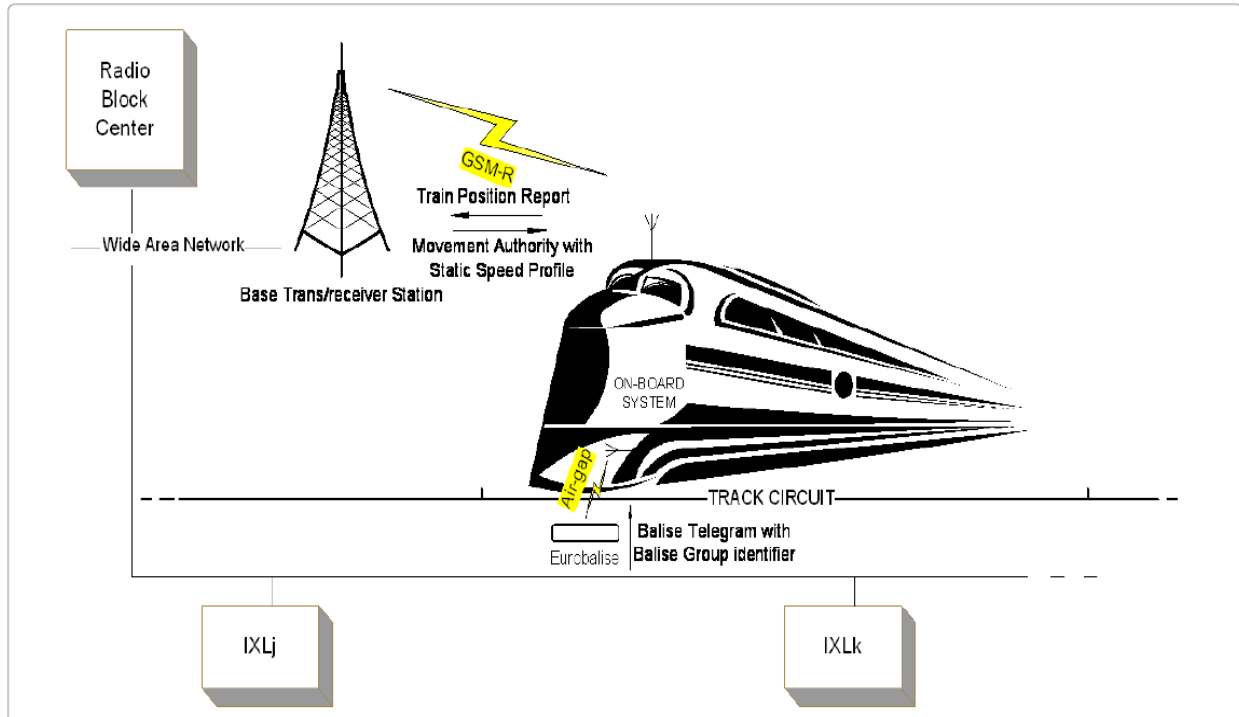 Radio
Block
Center
GSM-R
Train Position Report
Wide Area Network
Movement Authority with
Static Speed Profile
Base Trans/receiver Station
ON-BOARD
SYSTEM
Air-gap
TRACK CIRCUIT
Eurobalise
Balise Telegram with
Balise Group identifier
IXLj
IXLk